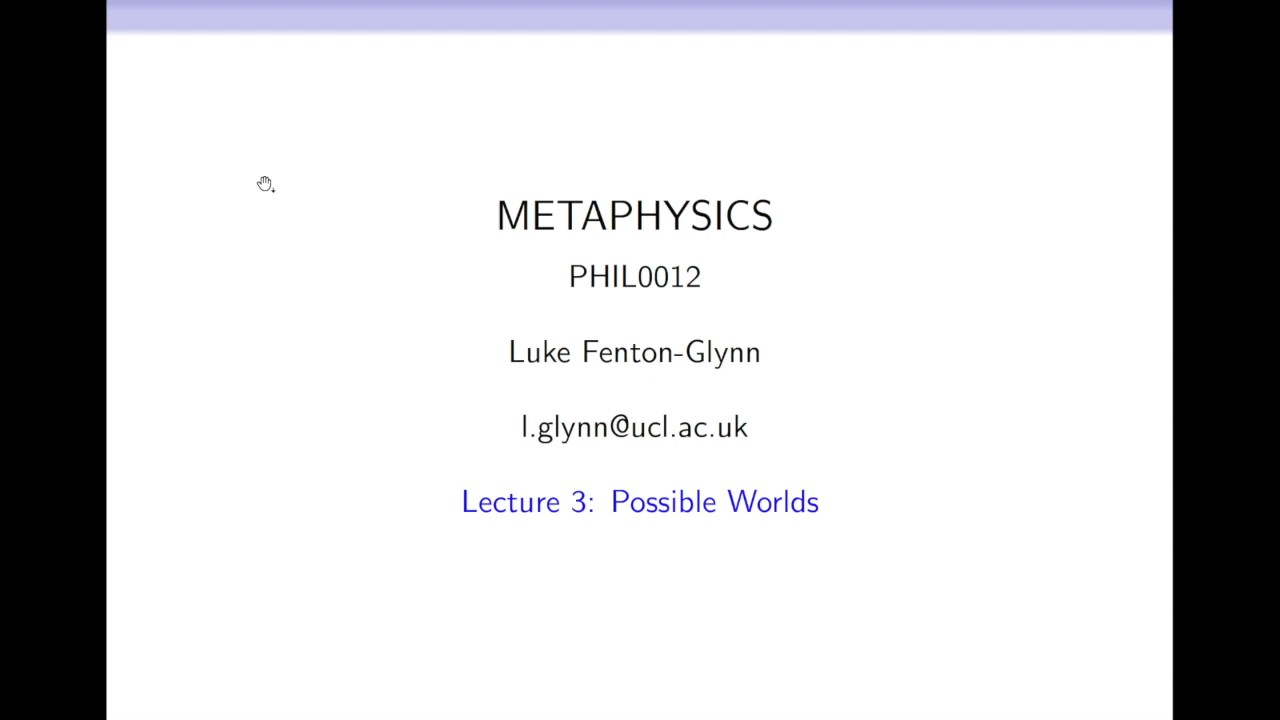 METAPHYSICS
PHIL0012
Luke Fenton-Glynn
l.glynn@ucl.ac.uk
Lecture 3: Possible Worlds